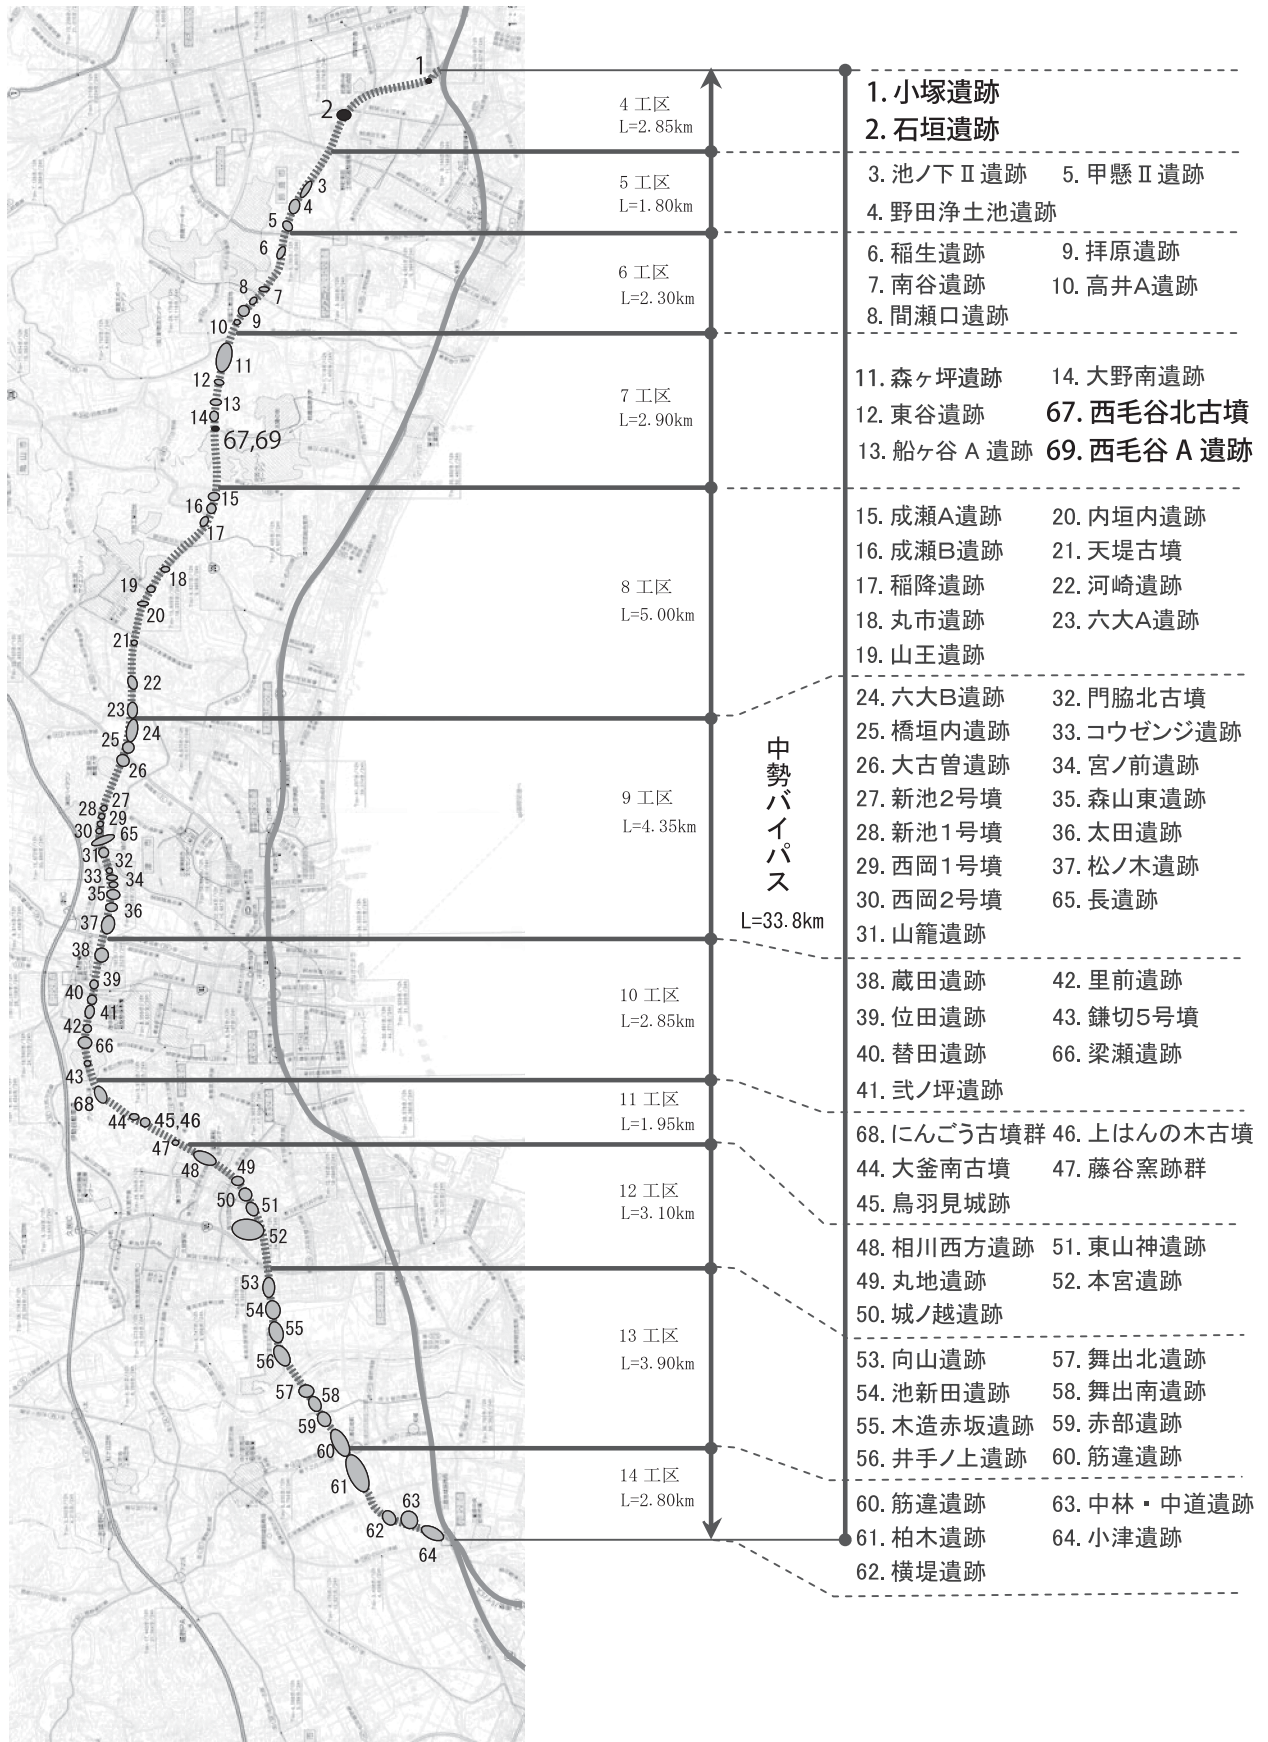 1
2
3
4
5
6
7
8
9
10
11
12
13
14
67,69
15
16
17
18
19
20
21
22
23
24
25
26
27
28
29
30
65
31
32
33
34
35
36
37
38
39
40
41
42
66
43
68
44
45,46
47
48
49
50
51
52
53
54
55
56
57
58
59
60
61
62
63
64
4 工区
L=2.85km
5 工区
L=1.80km
6 工区
L=2.30km
7 工区
L=2.90km
8 工区
L=5.00km
9 工区
L=4.35km
10 工区
L=2.85km
11 工区
L=1.95km
12 工区
L=3.10km
13 工区
L=3.90km
14 工区
L=2.80km
中勢バイパス
L=33.8km
1. 小塚遺跡
2. 石垣遺跡
3. 池ノ下Ⅱ遺跡 5. 甲懸Ⅱ遺跡
4. 野田浄土池遺跡
6. 稲生遺跡 9. 拝原遺跡
7. 南谷遺跡 10. 高井A遺跡
8. 間瀬口遺跡
11. 森ヶ坪遺跡 14. 大野南遺跡
12. 東谷遺跡 67. 西毛谷北古墳
13. 船ヶ谷 A 遺跡 69. 西毛谷 A 遺跡
15. 成瀬A遺跡 20. 内垣内遺跡
16. 成瀬B遺跡 21. 天堤古墳
17. 稲降遺跡 22. 河崎遺跡
18. 丸市遺跡 23. 六大A遺跡
19. 山王遺跡
24. 六大B遺跡 32. 門脇北古墳
25. 橋垣内遺跡 33. コウゼンジ遺跡
26. 大古曽遺跡 34. 宮ノ前遺跡
27. 新池2号墳 35. 森山東遺跡
28. 新池1号墳 36. 太田遺跡
29. 西岡1号墳 37. 松ノ木遺跡
30. 西岡2号墳 65. 長遺跡
31. 山籠遺跡
38. 蔵田遺跡 42. 里前遺跡
39. 位田遺跡 43. 鎌切5号墳
40. 替田遺跡 66. 梁瀬遺跡
41. 弐ノ坪遺跡
68. にんごう古墳群 46. 上はんの木古墳
44. 大釜南古墳 47. 藤谷窯跡群
45. 鳥羽見城跡
48. 相川西方遺跡 51. 東山神遺跡
49. 丸地遺跡 52. 本宮遺跡
50. 城ノ越遺跡
53. 向山遺跡 57. 舞出北遺跡
54. 池新田遺跡 58. 舞出南遺跡
55. 木造赤坂遺跡 59. 赤部遺跡
56. 井手ノ上遺跡 60. 筋違遺跡
60. 筋違遺跡 63. 中林・中道遺跡
61. 柏木遺跡 64. 小津遺跡
62. 横堤遺跡